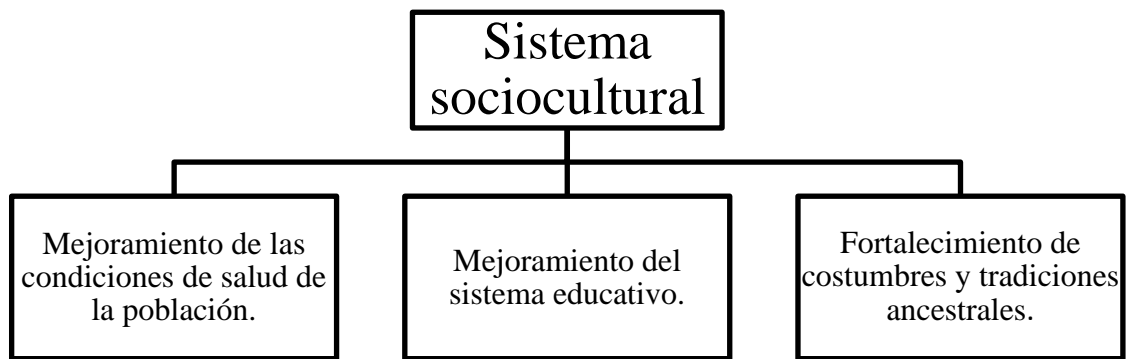 Sistema
sociocultural
Mejoramiento de las
condiciones de salud de
la población.
Mejoramiento del
sistema educativo.
Fortalecimiento de
costumbres y tradiciones
ancestrales.